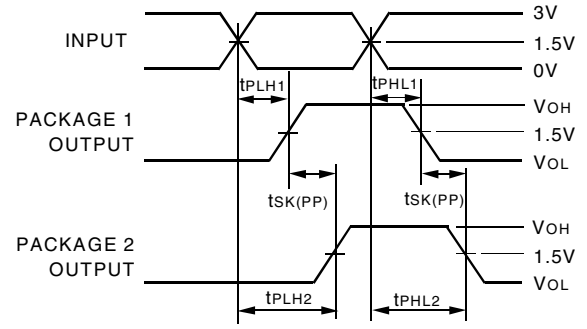 3V
INPUT
1.5V
0V
tPLH1
tPHL1
PACKAGE 1
OUTPUT
VOH
1.5V
VOL
tSK(PP)
tSK(PP)
PACKAGE 2
OUTPUT
VOH
1.5V
VOL
tPLH2
tPHL2